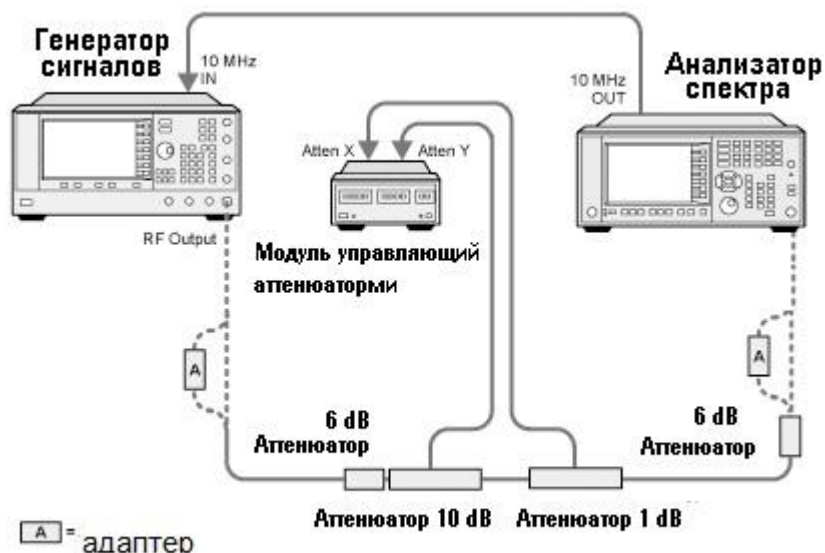 Генератор
сигналов
10 MHz
IN
10 MHz
OUT
Анализатор
спектра
Atten X
Atten Y
RF Output
Модуль управляющий
аттенюаторми
A
A
6 dB
Аттенюатор
6 dB
Аттенюатор
Аттенюатор 10 dB
Аттенюатор 1 dB
A = адаптер